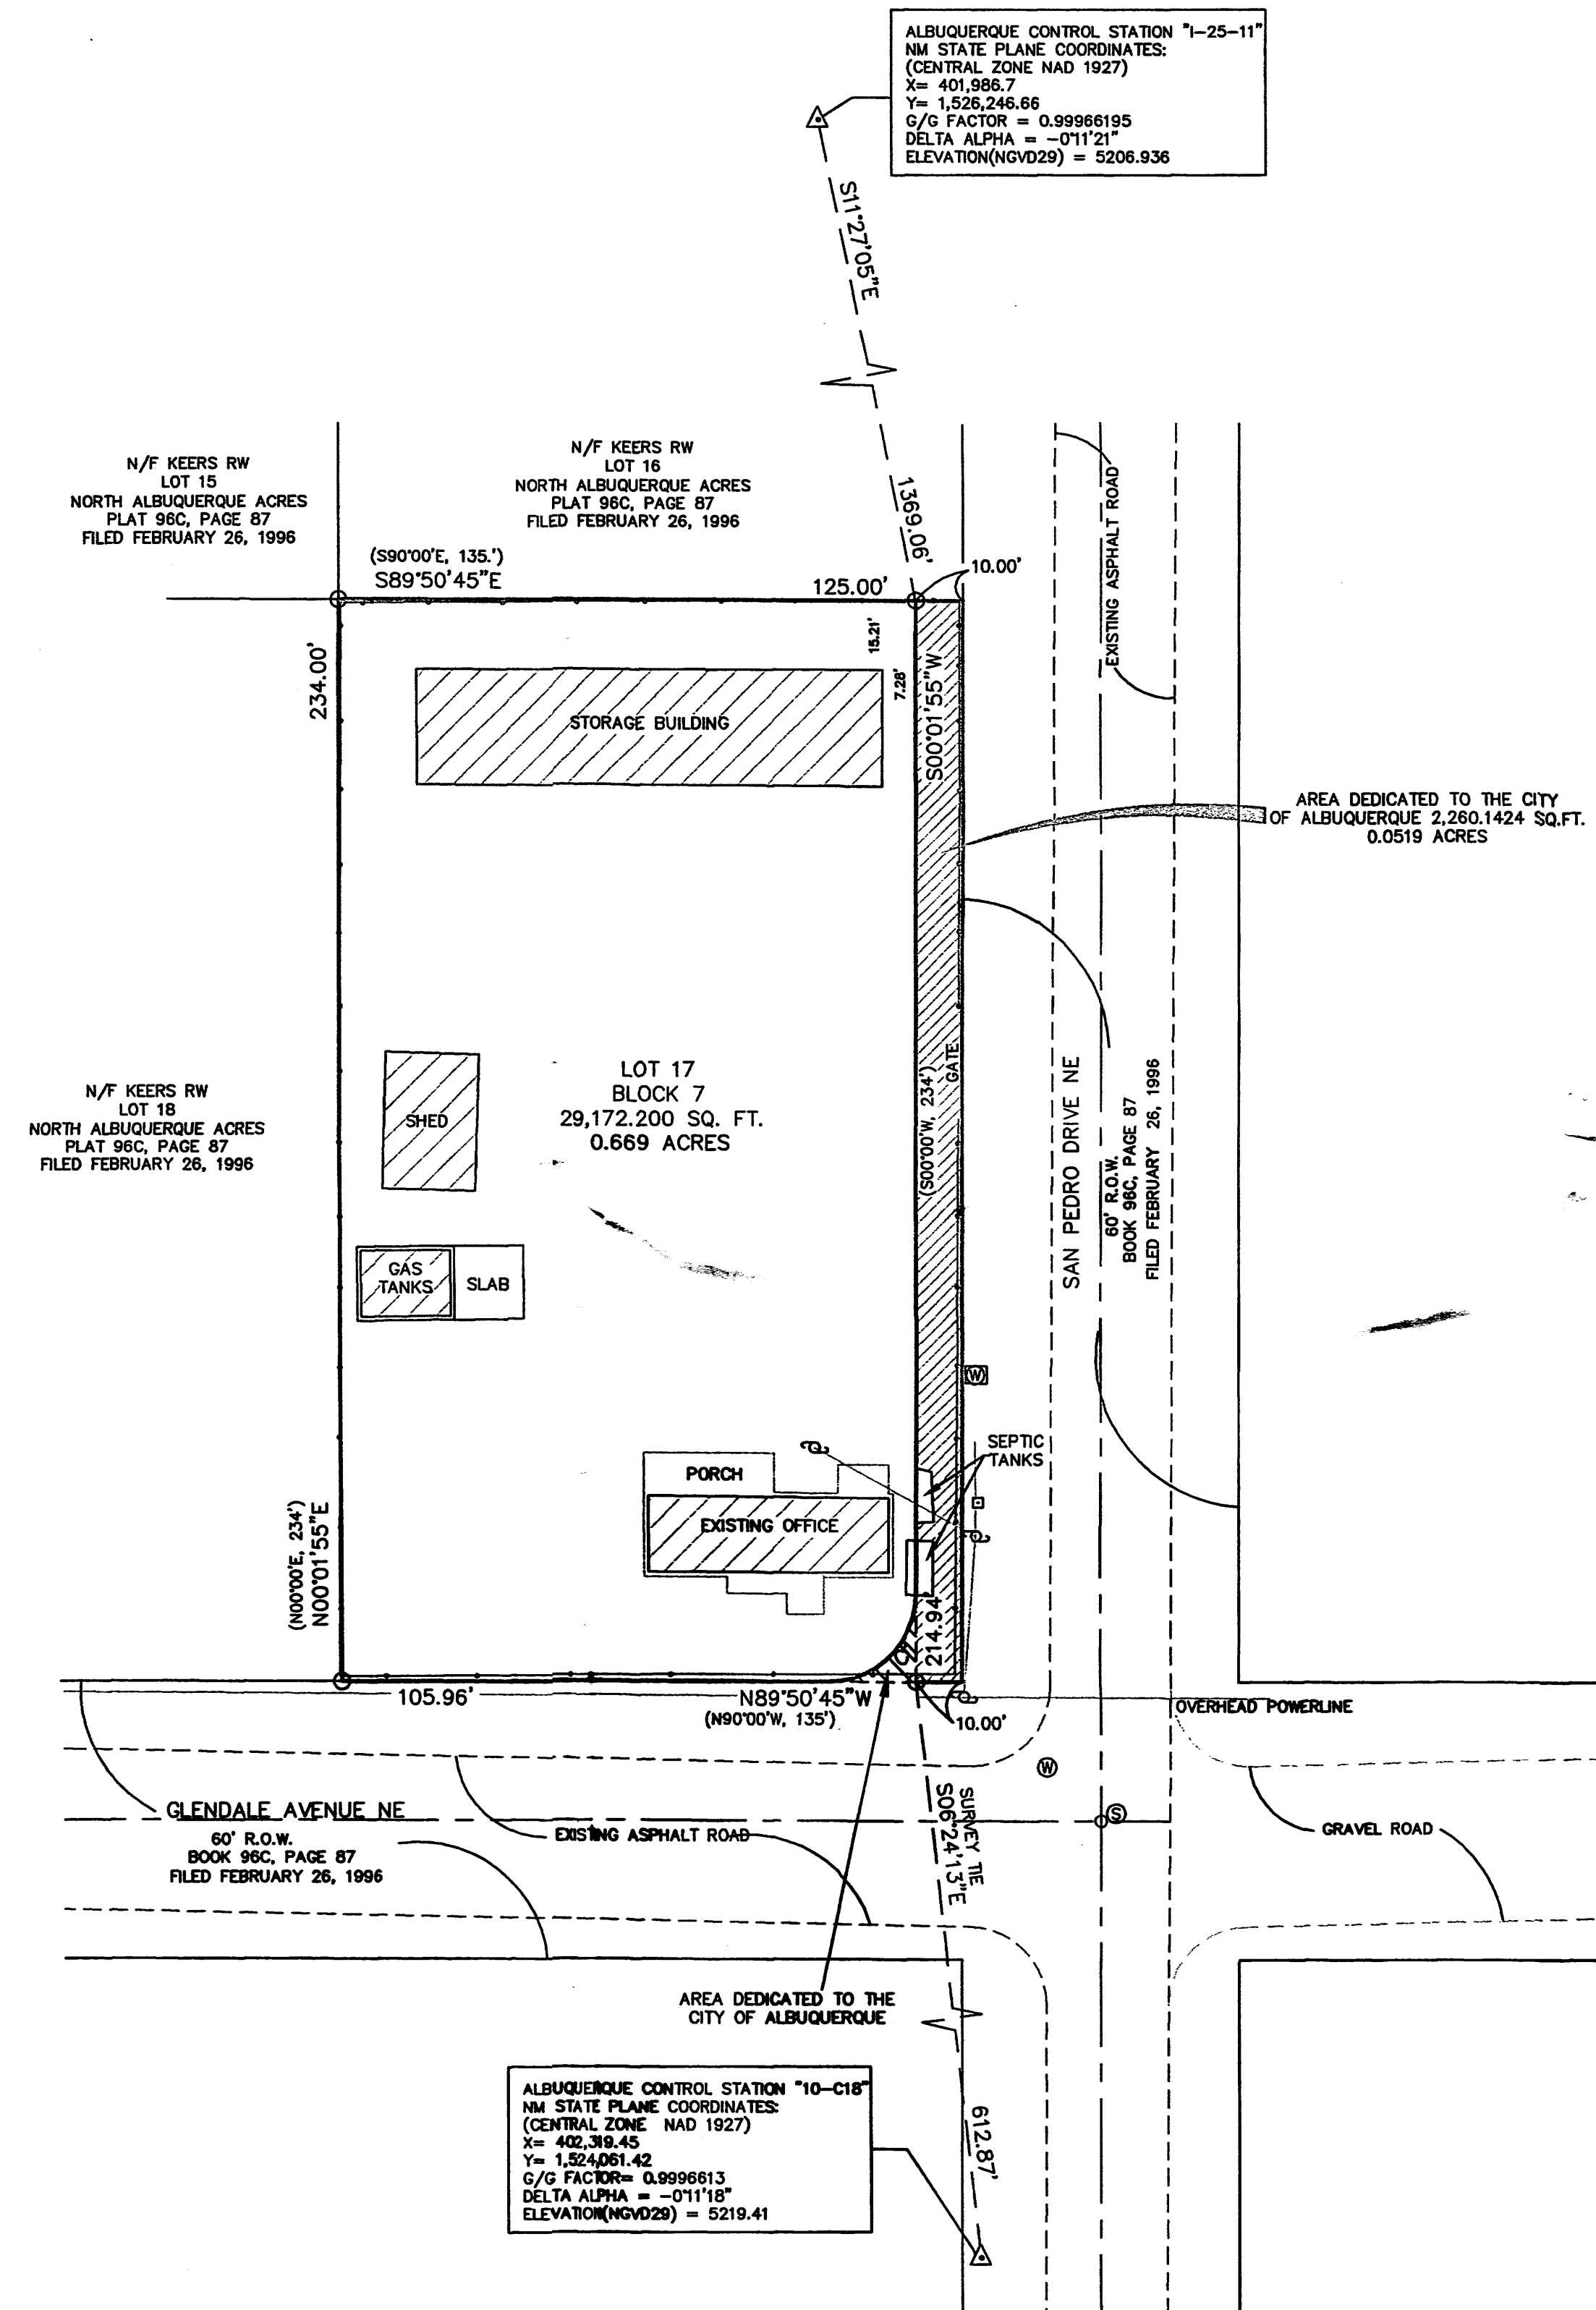 ALBUQUERQUE CONTROL STATION "I-25-11"
NM STATE PLANE COORDINATES:
(CENTRAL ZONE NAD 1927)
X= 401,986.7
Y= 1,526,246.66
G/G FACTOR = 0.99966195
DELTA ALPHA = -0°11'21"
ELEVATION(NGVD29) = 5206.936
S11°27'05"E
1369.06'
N/F KEERS RW
LOT 15
NORTH ALBUQUERQUE ACRES
PLAT 96C, PAGE 87
FILED FEBRUARY 26, 1996
N/F KEERS RW
LOT 16
NORTH ALBUQUERQUE ACRES
PLAT 96C, PAGE 87
FILED FEBRUARY 26, 1996
(S90°00'E, 135.')
S89°50'45"E
125.00'
10.00'
EXISTING ASPHALT ROAD
234.00'
15.21'
7.28'
S00°01'55"W
STORAGE BUILDING
AREA DEDICATED TO THE CITY
OF ALBUQUERQUE 2,260.1424 SQ.FT.
0.0519 ACRES
N/F KEERS RW
LOT 18
NORTH ALBUQUERQUE ACRES
PLAT 96C, PAGE 87
FILED FEBRUARY 26, 1996
SHED
LOT 17
BLOCK 7
29,172.200 SQ. FT.
0.669 ACRES
(S00°00'W, 234')
GATE
SAN PEDRO DRIVE NE
60' R.O.W.
BOOK 96C, PAGE 87
FILED FEBRUARY 26, 1996
GAS
TANKS
SLAB
W
SEPTIC
TANKS
PORCH
EXISTING OFFICE
(N00°00'E, 234')
N00°01'55"E
214.94
C1
105.96'
N89°50'45"W
(N90°00'W, 135')
10.00'
OVERHEAD POWERLINE
W
S
GLENDALE AVENUE NE
60' R.O.W.
BOOK 96C, PAGE 87
FILED FEBRUARY 26, 1996
EXISTING ASPHALT ROAD
SURVEY TIE
S06°24'13"E
GRAVEL ROAD
AREA DEDICATED TO THE
CITY OF ALBUQUERQUE
ALBUQUERQUE CONTROL STATION "10-C18"
NM STATE PLANE COORDINATES:
(CENTRAL ZONE NAD 1927)
X= 402,319.45
Y= 1,524,061.42
G/G FACTOR= 0.9996613
DELTA ALPHA = -0°11'18"
ELEVATION(NGVD29) = 5219.41
612.87'